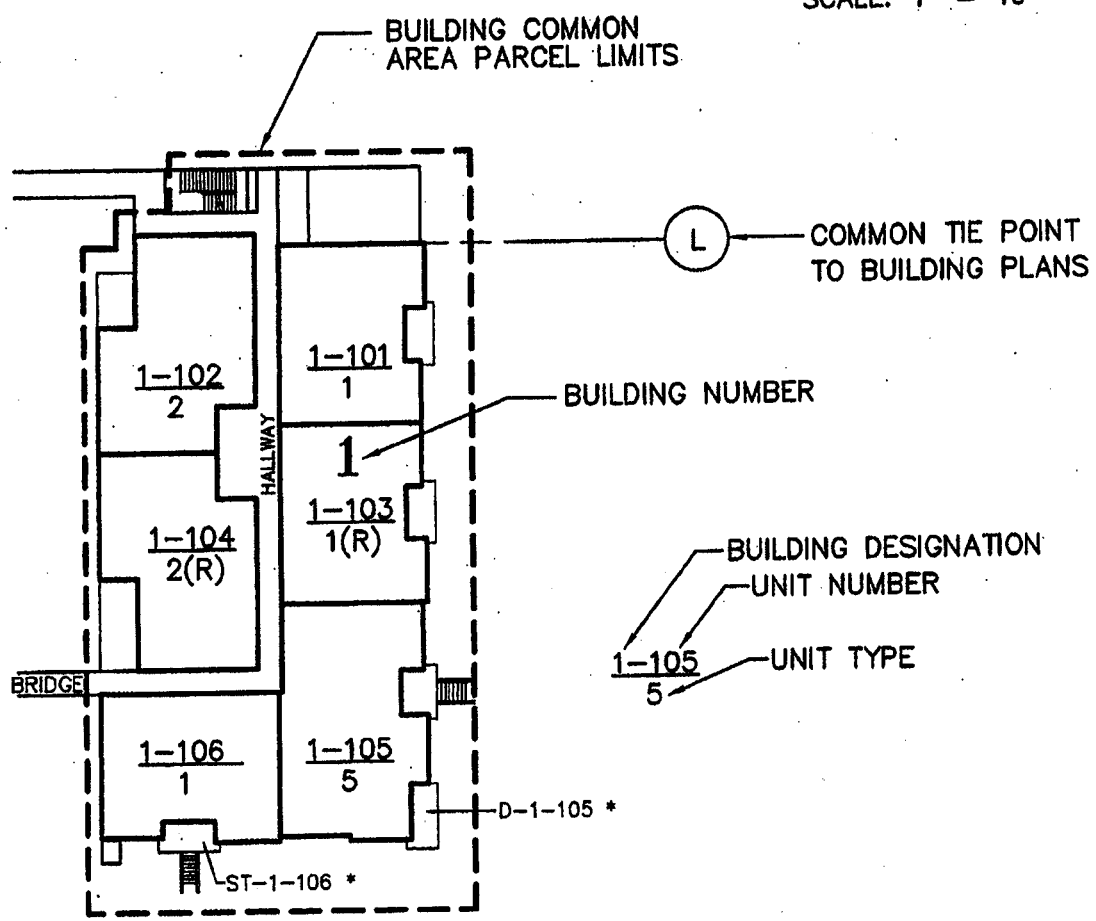 BUILDING COMMON
AREA PARCEL LIMITS
L
COMMON TIE POINT
TO BUILDING PLANS
1-102
2
1-101
1
BUILDING NUMBER
HALLWAY
1
1-103
1(R)
1-104
2(R)
BUILDING DESIGNATION
UNIT NUMBER
1-105
5
UNIT TYPE
BRIDGE
1-106
1
1-105
5
D-1-105 *
ST-1-106 *